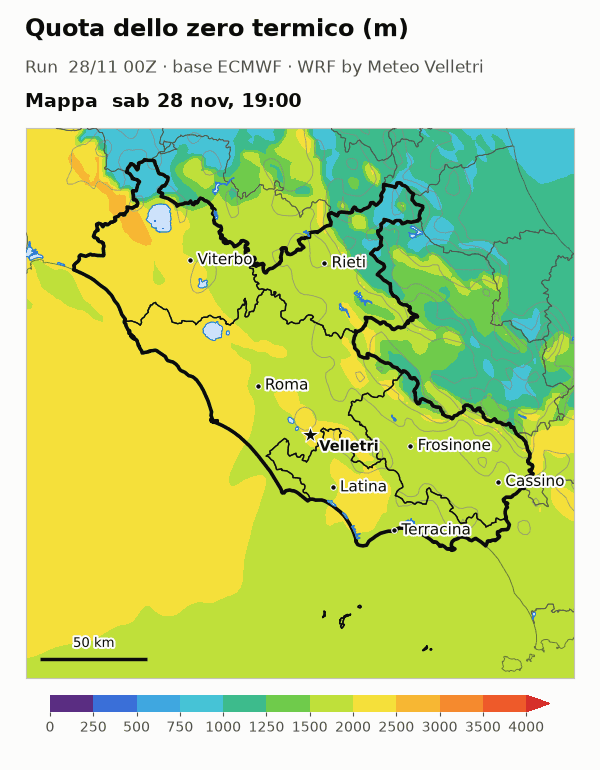 Quota dello zero termico (m)
Run 28/11 00Z · base ECMWF · WRF by Meteo Velletri
Mappa sab 28 nov, 19:00
Viterbo
Rieti
Roma
Velletri
Frosinone
Cassino
Latina
Terracina
50 km
0 250 500 750 1000 1250 1500 2000 2500 3000 3500 4000